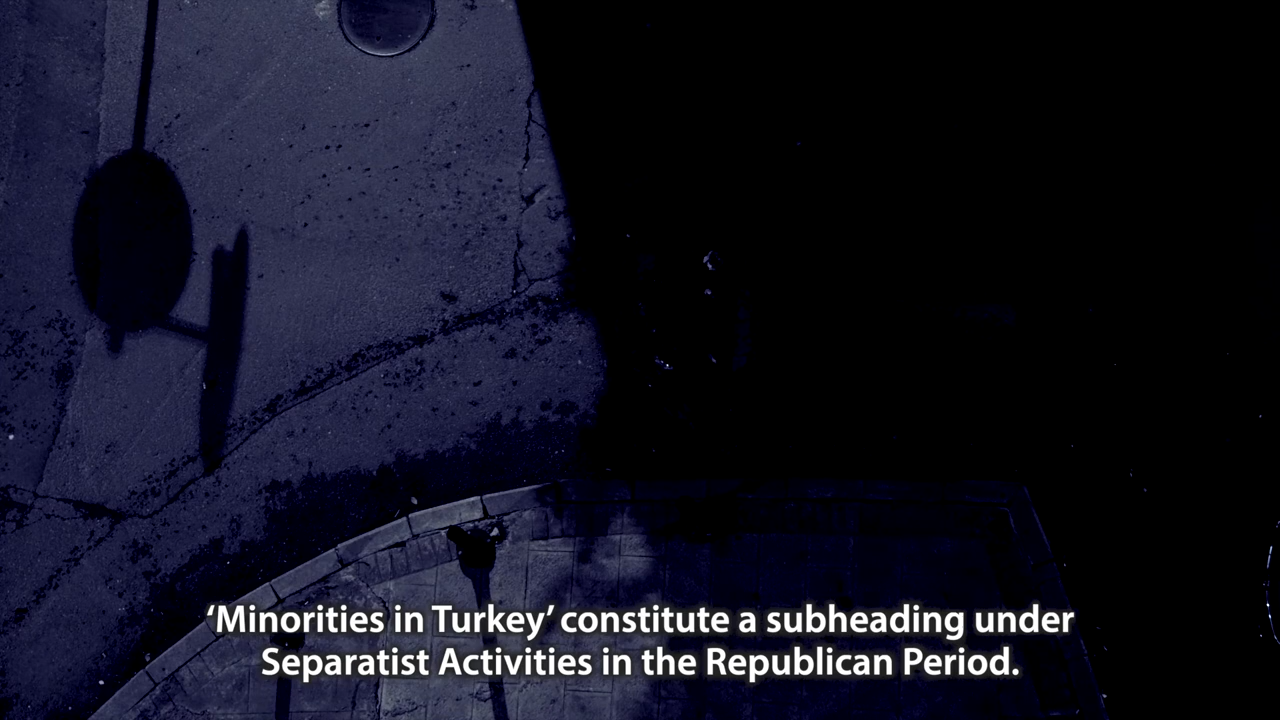 ‘Minorities in Turkey’ constitute a subheading under
Separatist Activities in the Republican Period.